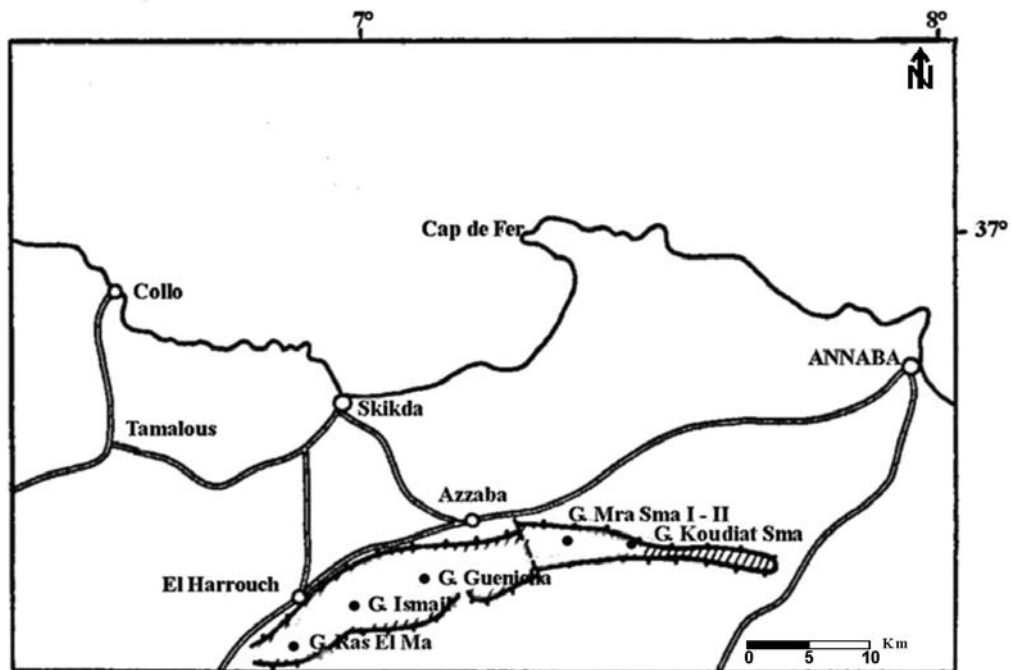 7° 8°
N
Cap de Fer 37°
Collo
ANNABA
Skikda
Tamalous
Azzaba
G. Mra Sma I - II
G. Koudiat Sma
El Harrouch
G. Guenicha
G. Ismail
G. Ras El Ma
Km
0 5 10